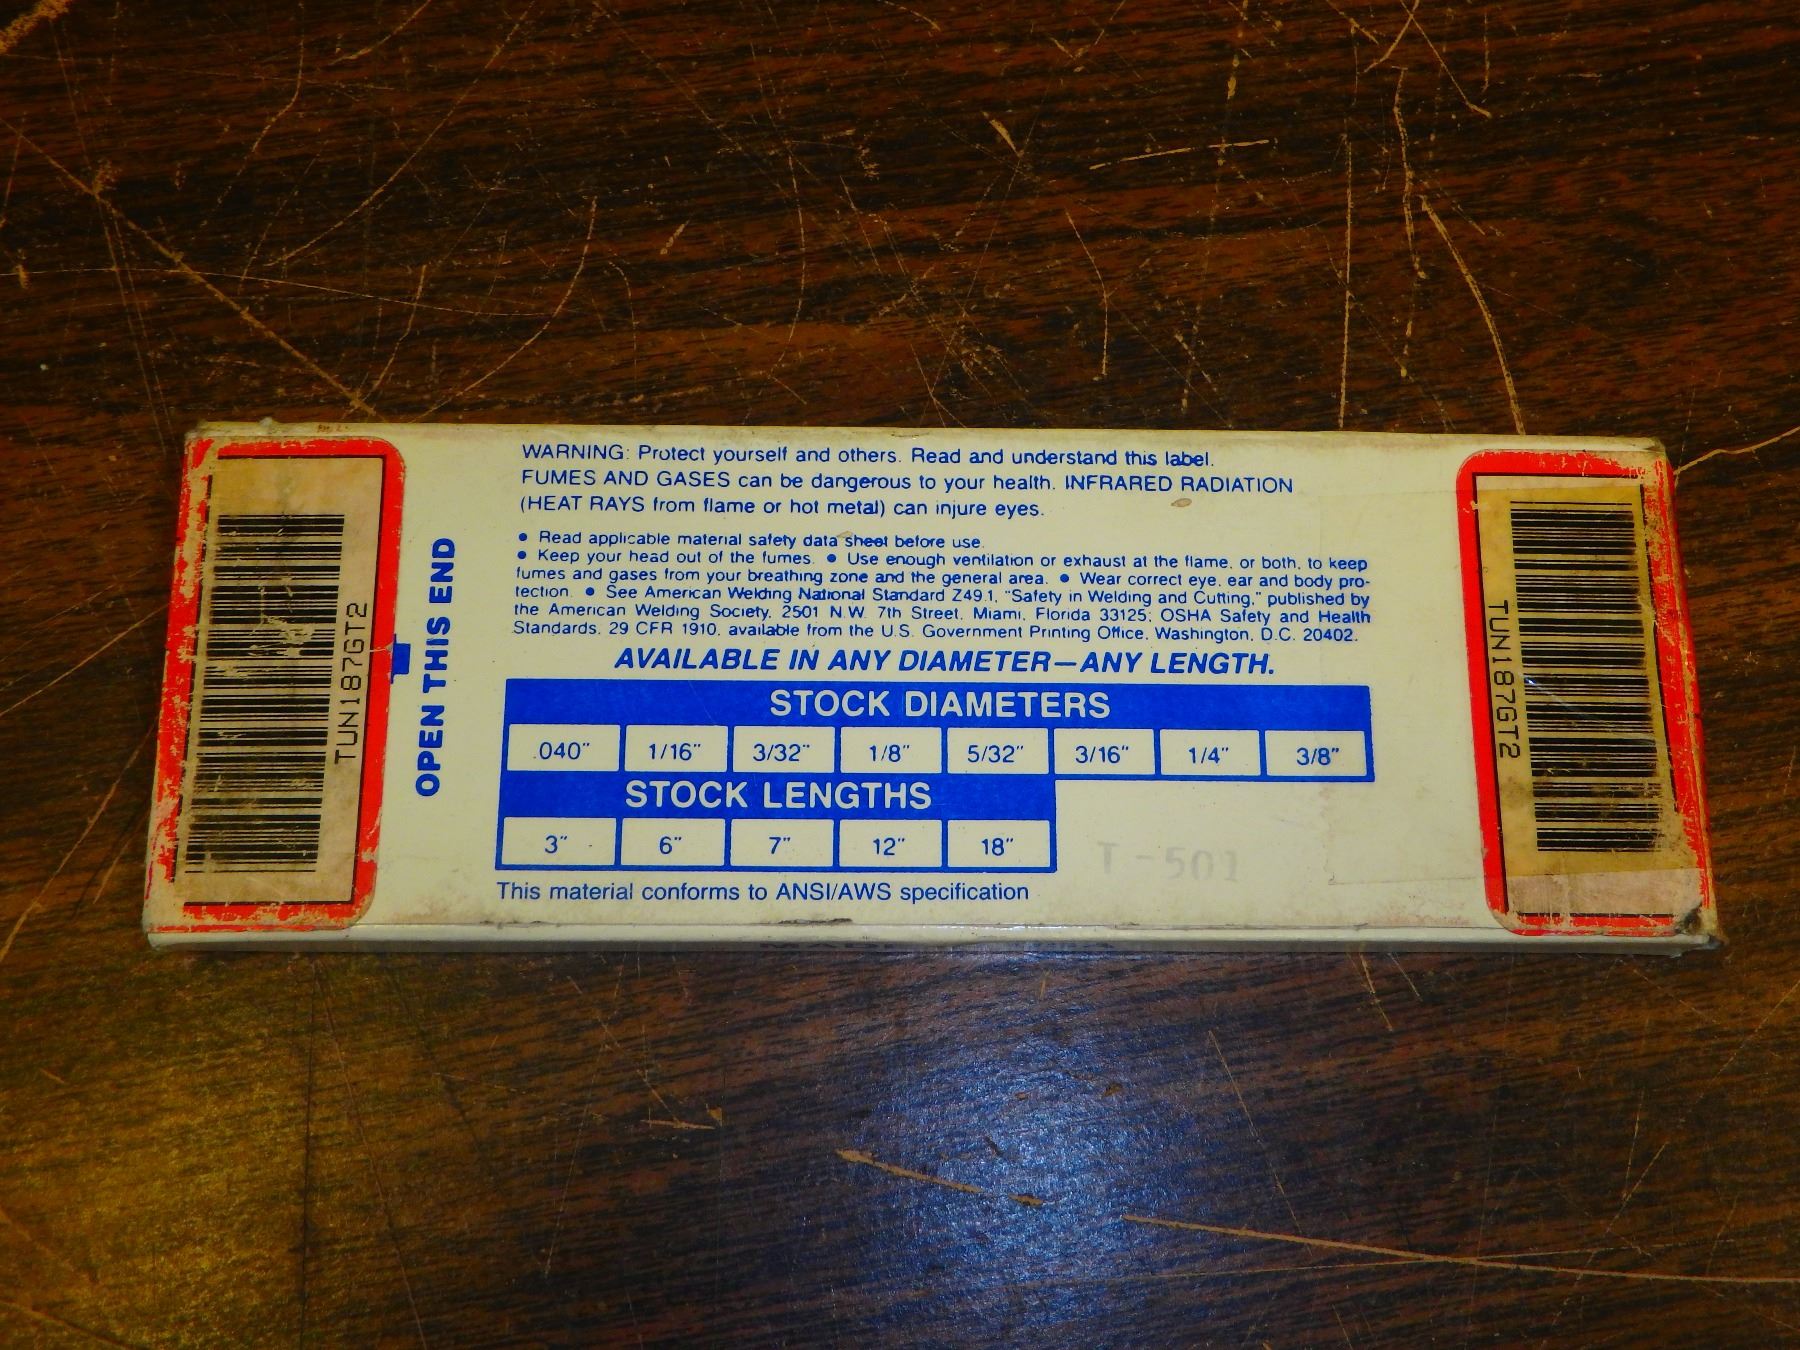 WARNING: Protect yourself and others. Read and understand this label.
FUMES AND GASES can be dangerous to your health. INFRARED RADIATION
(HEAT RAYS from flame or hot metal) can injure eyes.
• Read applicable material safety data sheet before use.
• Keep your head out of the fumes. • Use enough ventilation or exhaust at the flame, or both, to keep
fumes and gases from your breathing zone and the general area. • Wear correct eye, ear and body pro-
tection. • See American Welding National Standard Z49.1, "Safety in Welding and Cutting," published by
the American Welding Society, 2501 N.W. 7th Street, Miami, Florida 33125; OSHA Safety and Health
Standards, 29 CFR 1910, available from the U.S. Government Printing Office, Washington, D.C. 20402.
AVAILABLE IN ANY DIAMETER—ANY LENGTH.
STOCK DIAMETERS
.040" 1/16" 3/32" 1/8" 5/32" 3/16" 1/4" 3/8"
STOCK LENGTHS
3" 6" 7" 12" 18"
This material conforms to ANSI/AWS specification
T-501
OPEN THIS END
TUN187GT2
TUN187GT2